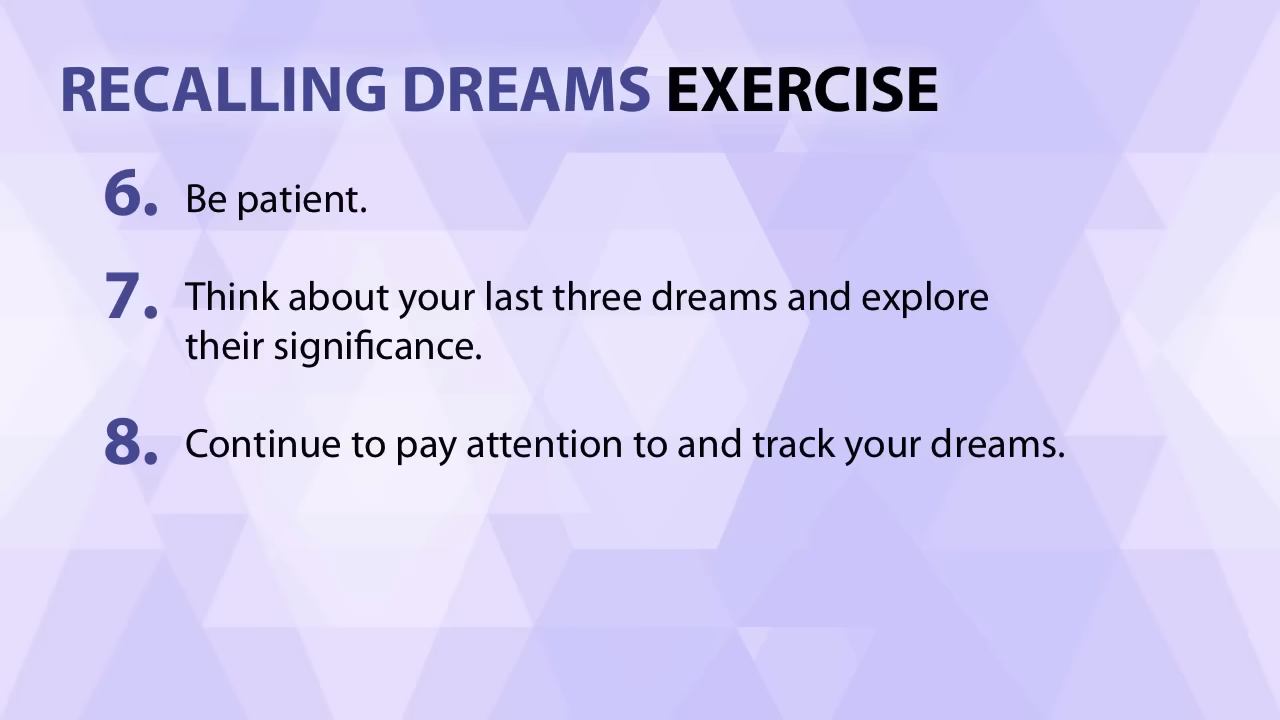 RECALLING DREAMS EXERCISE
6. Be patient.
7. Think about your last three dreams and explore
their significance.
8. Continue to pay attention to and track your dreams.